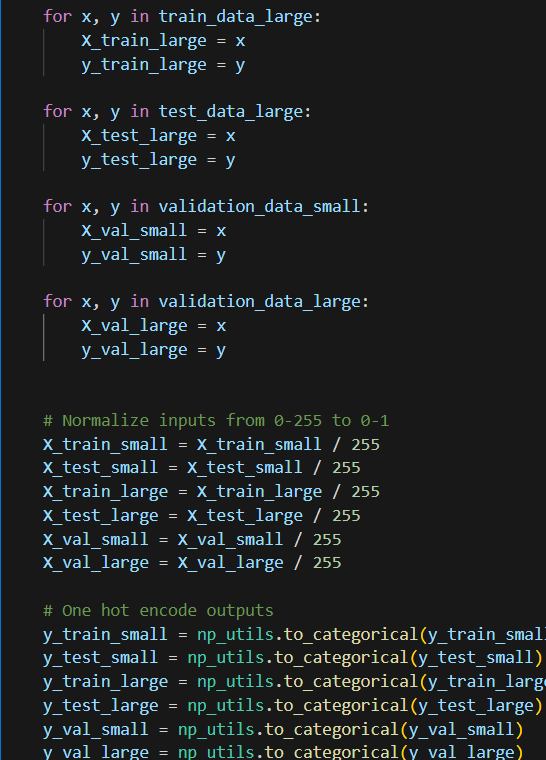 for x, y in train_data_large:
    X_train_large = x
    y_train_large = y
for x, y in test_data_large:
    X_test_large = x
    y_test_large = y
for x, y in validation_data_small:
    X_val_small = x
    y_val_small = y
for x, y in validation_data_large:
    X_val_large = x
    y_val_large = y
# Normalize inputs from 0-255 to 0-1
X_train_small = X_train_small / 255
X_test_small = X_test_small / 255
X_train_large = X_train_large / 255
X_test_large = X_test_large / 255
X_val_small = X_val_small / 255
X_val_large = X_val_large / 255
# One hot encode outputs
y_train_small = np_utils.to_categorical(y_train_smal
y_test_small = np_utils.to_categorical(y_test_small)
y_train_large = np_utils.to_categorical(y_train_larg
y_test_large = np_utils.to_categorical(y_test_large)
y_val_small = np_utils.to_categorical(y_val_small)
y_val_large = np_utils.to_categorical(y_val_large)